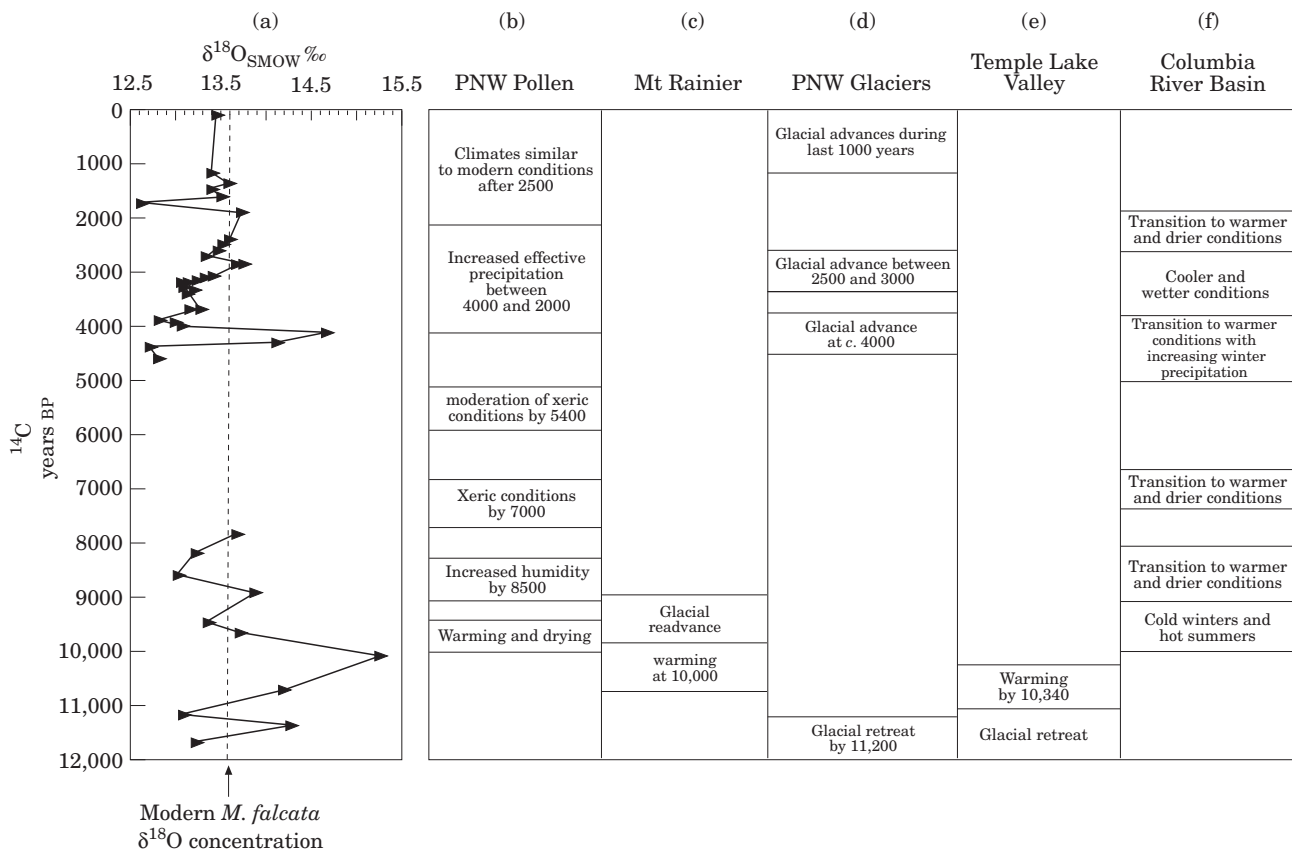 (a)
(b)
(c)
(d)
(e)
(f)
δ¹⁸O_SMOW ‰
12.5 13.5 14.5 15.5
PNW Pollen
Mt Rainier
PNW Glaciers
Temple Lake
Valley
Columbia
River Basin
0
1000
2000
3000
4000
5000
6000
7000
8000
9000
10,000
11,000
12,000
¹⁴C
years BP
Modern M. falcata
δ¹⁸O concentration
Climates similar
to modern conditions
after 2500
Increased effective
precipitation
between
4000 and 2000
moderation of xeric
conditions by 5400
Xeric conditions
by 7000
Increased humidity
by 8500
Warming and drying
Glacial
readvance
warming
at 10,000
Glacial advances during
last 1000 years
Glacial advance between
2500 and 3000
Glacial advance
at c. 4000
Glacial retreat
by 11,200
Warming
by 10,340
Glacial retreat
Transition to warmer
and drier conditions
Cooler and
wetter conditions
Transition to warmer
conditions with
increasing winter
precipitation
Transition to warmer
and drier conditions
Transition to warmer
and drier conditions
Cold winters and
hot summers